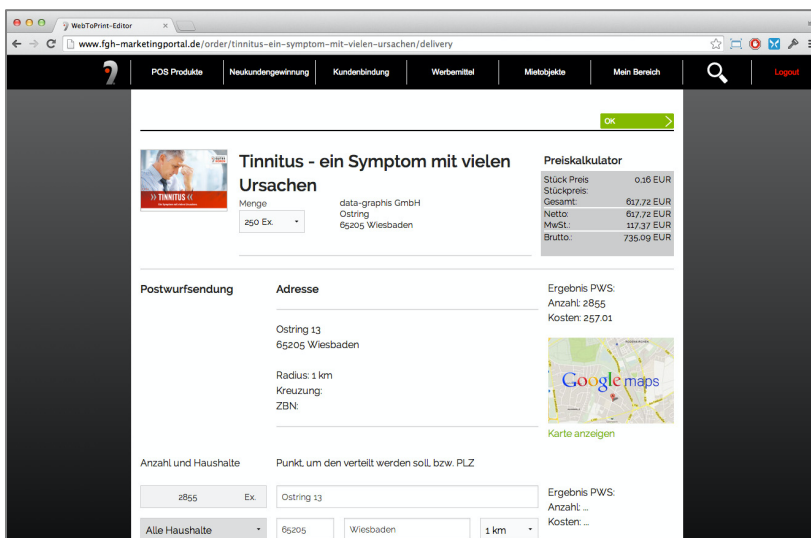 WebToPrint-Editor
www.fgh-marketingportal.de/order/tinnitus-ein-symptom-mit-vielen-ursachen/delivery
POS Produkte Neukundengewinnung Kundenbindung Werbemittel Mietobjekte Mein Bereich Logout
OK
Tinnitus - ein Symptom mit vielen
Ursachen
>> TINNITUS <<
Menge
250 Ex.
data-graphis GmbH
Ostring
65205 Wiesbaden
Preiskalkulator
Stück Preis 0,16 EUR
Stückpreis:
Gesamt: 617,72 EUR
Netto: 617,72 EUR
MwSt.: 117,37 EUR
Brutto.: 735,09 EUR
Postwurfsendung
Adresse
Ostring 13
65205 Wiesbaden
Radius: 1 km
Kreuzung:
ZBN:
Ergebnis PWS:
Anzahl: 2855
Kosten: 257.01
Google maps
Karte anzeigen
Anzahl und Haushalte
Punkt, um den verteilt werden soll, bzw. PLZ
2855 Ex. Ostring 13
Ergebnis PWS:
Anzahl: ...
Kosten: ...
Alle Haushalte 65205 Wiesbaden 1 km